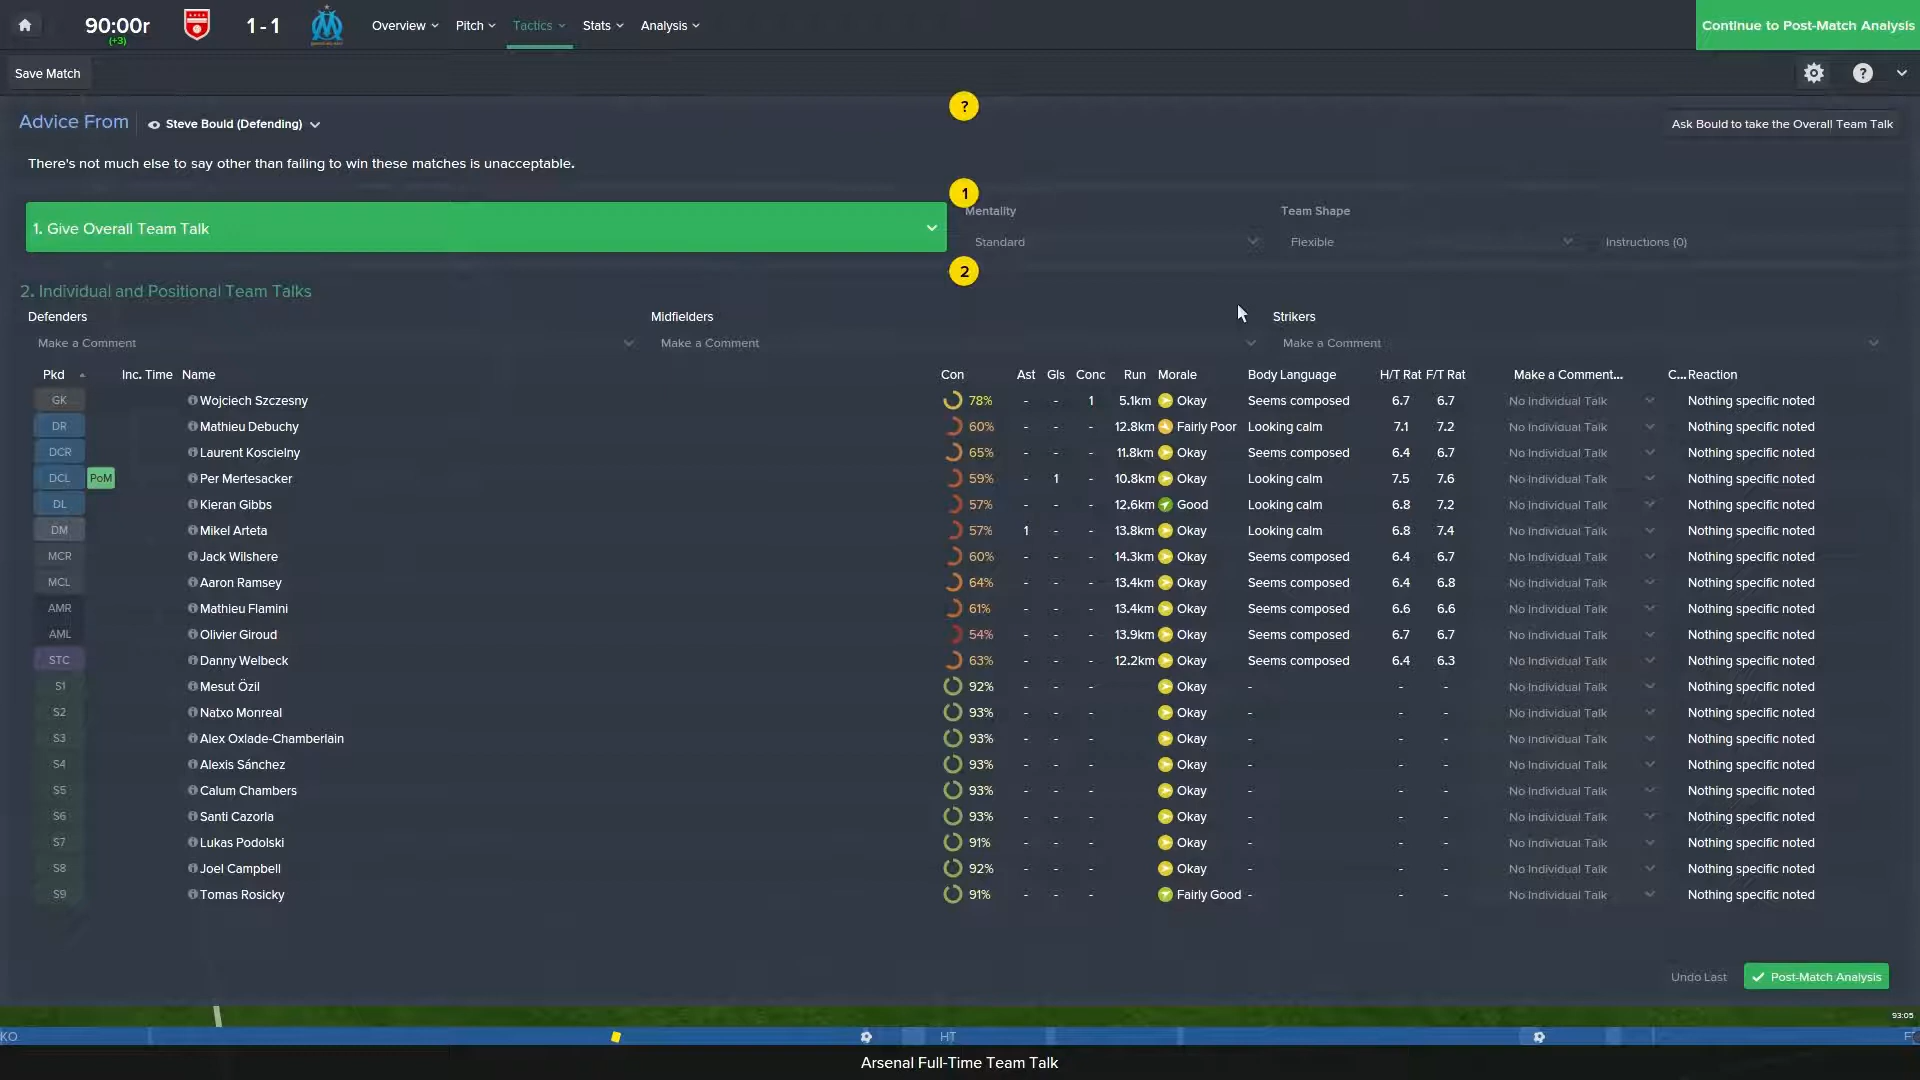 90:00r
(+3)
1 - 1
Overview
Pitch
Tactics
Stats
Analysis
Continue to Post-Match Analysis
Save Match
?
?
Advice From
Steve Bould (Defending)
Ask Bould to take the Overall Team Talk
There's not much else to say other than failing to win these matches is unacceptable.
1
1. Give Overall Team Talk
Mentality
Team Shape
Standard
Flexible
Instructions (0)
2
2. Individual and Positional Team Talks
Defenders
Midfielders
Strikers
Make a Comment
Make a Comment
Make a Comment
Pkd Inc. Time Name Con Ast Gls Conc Run Morale Body Language H/T Rat F/T Rat Make a Comment... C... Reaction
GK Wojciech Szczesny 78% - - 1 5.1km Okay Seems composed 6.7 6.7 No Individual Talk Nothing specific noted
DR Mathieu Debuchy 60% - - - 12.8km Fairly Poor Looking calm 7.1 7.2 No Individual Talk Nothing specific noted
DCR Laurent Koscielny 65% - - - 11.8km Okay Seems composed 6.4 6.7 No Individual Talk Nothing specific noted
DCL PoM Per Mertesacker 59% - 1 - 10.8km Okay Looking calm 7.5 7.6 No Individual Talk Nothing specific noted
DL Kieran Gibbs 57% - - - 12.6km Good Looking calm 6.8 7.2 No Individual Talk Nothing specific noted
DM Mikel Arteta 57% 1 - - 13.8km Okay Looking calm 6.8 7.4 No Individual Talk Nothing specific noted
MCR Jack Wilshere 60% - - - 14.3km Okay Seems composed 6.4 6.7 No Individual Talk Nothing specific noted
MCL Aaron Ramsey 64% - - - 13.4km Okay Seems composed 6.4 6.8 No Individual Talk Nothing specific noted
AMR Mathieu Flamini 61% - - - 13.4km Okay Seems composed 6.6 6.6 No Individual Talk Nothing specific noted
AML Olivier Giroud 54% - - - 13.9km Okay Seems composed 6.7 6.7 No Individual Talk Nothing specific noted
STC Danny Welbeck 63% - - - 12.2km Okay Seems composed 6.4 6.3 No Individual Talk Nothing specific noted
S1 Mesut Özil 92% - - - Okay - - - No Individual Talk Nothing specific noted
S2 Natxo Monreal 93% - - - Okay - - - No Individual Talk Nothing specific noted
S3 Alex Oxlade-Chamberlain 93% - - - Okay - - - No Individual Talk Nothing specific noted
S4 Alexis Sánchez 93% - - - Okay - - - No Individual Talk Nothing specific noted
S5 Calum Chambers 93% - - - Okay - - - No Individual Talk Nothing specific noted
S6 Santi Cazorla 93% - - - Okay - - - No Individual Talk Nothing specific noted
S7 Lukas Podolski 91% - - - Okay - - - No Individual Talk Nothing specific noted
S8 Joel Campbell 92% - - - Okay - - - No Individual Talk Nothing specific noted
S9 Tomas Rosicky 91% - - - Fairly Good - - - No Individual Talk Nothing specific noted
Undo Last
Post-Match Analysis
93:05
KO
HT
Arsenal Full-Time Team Talk